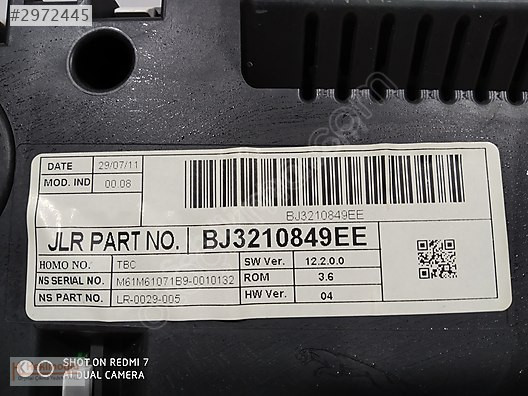 #2972445
DATE 29/07/11
MOD. IND 00.08
BJ3210849EE
JLR PART NO. BJ3210849EE
HOMO NO. TBC SW Ver. 12.2.0.0
NS SERIAL NO. M61M61071B9-0010132 ROM 3.6
NS PART NO. LR-0029-005 HW Ver. 04
SHOT ON REDMI 7
AI DUAL CAMERA